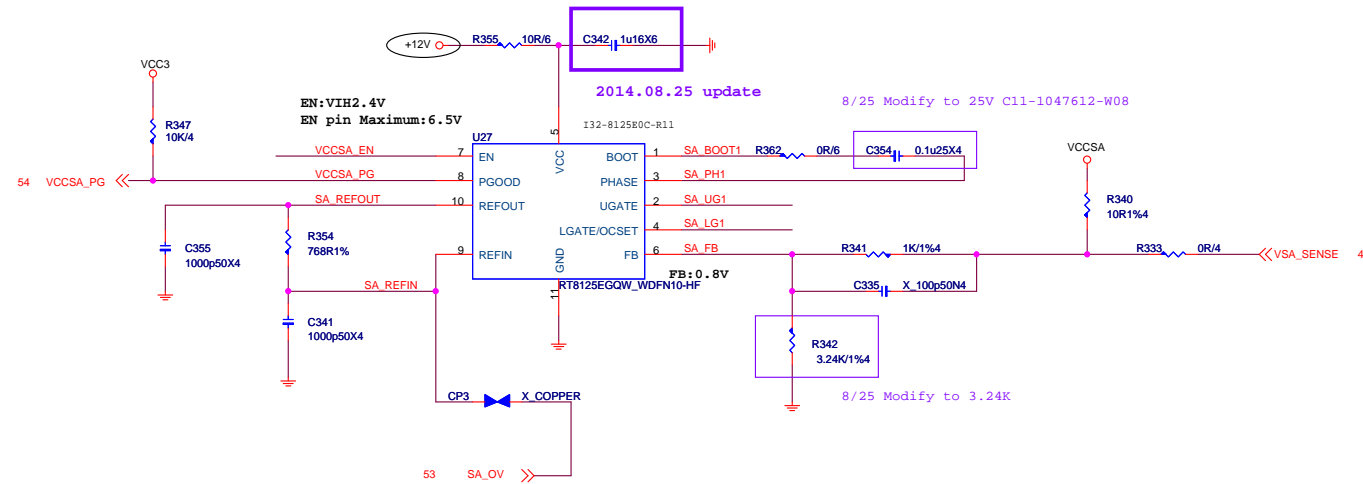 +12V
R355
10R/6
C342
1u16X6
2014.08.25 update
VCC3
R347
10K/4
EN:VIH2.4V
EN pin Maximum:6.5V
U27
5
I32-8125E0C-R11
8/25 Modify to 25V C11-1047612-W08
VCCSA_EN
7
EN
VCC
BOOT
1
SA_BOOT1
R362
0R/6
C354
0.1u25X4
VCCSA
54
VCCSA_PG
VCCSA_PG
8
PGOOD
PHASE
3
SA_PH1
SA_REFOUT
10
REFOUT
UGATE
2
SA_UG1
R340
10R1%4
LGATE/OCSET
4
SA_LG1
C355
1000p50X4
R354
768R1%
9
REFIN
GND
FB
6
SA_FB
R341
1K/1%4
R333
0R/4
VSA_SENSE
4
FB:0.8V
SA_REFIN
11
RT8125EGQW_WDFN10-HF
C335
X_100p50N4
C341
1000p50X4
R342
3.24K/1%4
CP3
X_COPPER
8/25 Modify to 3.24K
53
SA_OV